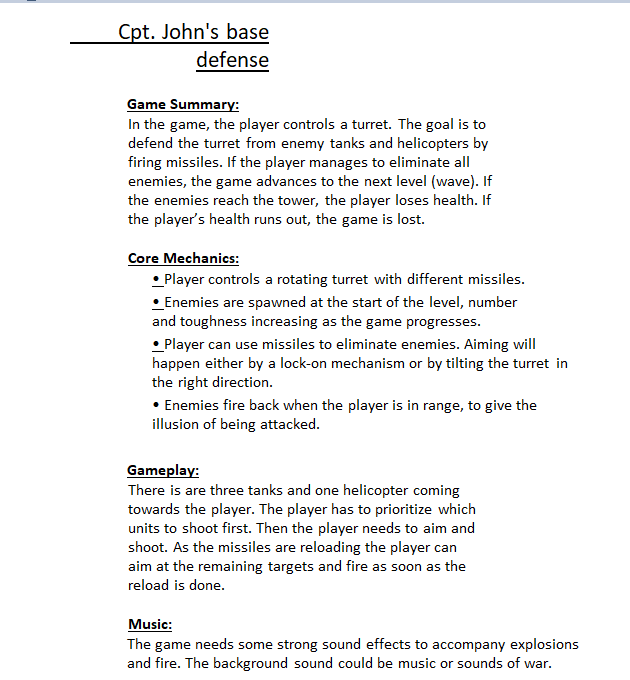 Cpt. John's base
defense
Game Summary:
In the game, the player controls a turret. The goal is to
defend the turret from enemy tanks and helicopters by
firing missiles. If the player manages to eliminate all
enemies, the game advances to the next level (wave). If
the enemies reach the tower, the player loses health. If
the player’s health runs out, the game is lost.
Core Mechanics:
• Player controls a rotating turret with different missiles.
• Enemies are spawned at the start of the level, number
and toughness increasing as the game progresses.
• Player can use missiles to eliminate enemies. Aiming will
happen either by a lock-on mechanism or by tilting the turret in
the right direction.
• Enemies fire back when the player is in range, to give the
illusion of being attacked.
Gameplay:
There is are three tanks and one helicopter coming
towards the player. The player has to prioritize which
units to shoot first. Then the player needs to aim and
shoot. As the missiles are reloading the player can
aim at the remaining targets and fire as soon as the
reload is done.
Music:
The game needs some strong sound effects to accompany explosions
and fire. The background sound could be music or sounds of war.